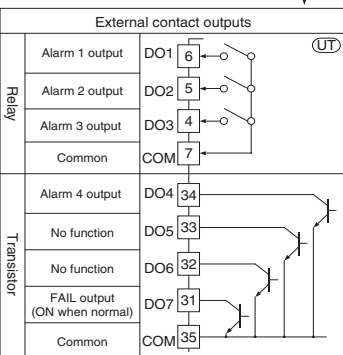 External contact outputs
UT
Relay
Alarm 1 output DO1 6
Alarm 2 output DO2 5
Alarm 3 output DO3 4
Common COM 7
Transistor
Alarm 4 output DO4 34
No function DO5 33
No function DO6 32
FAIL output
(ON when normal) DO7 31
Common COM 35